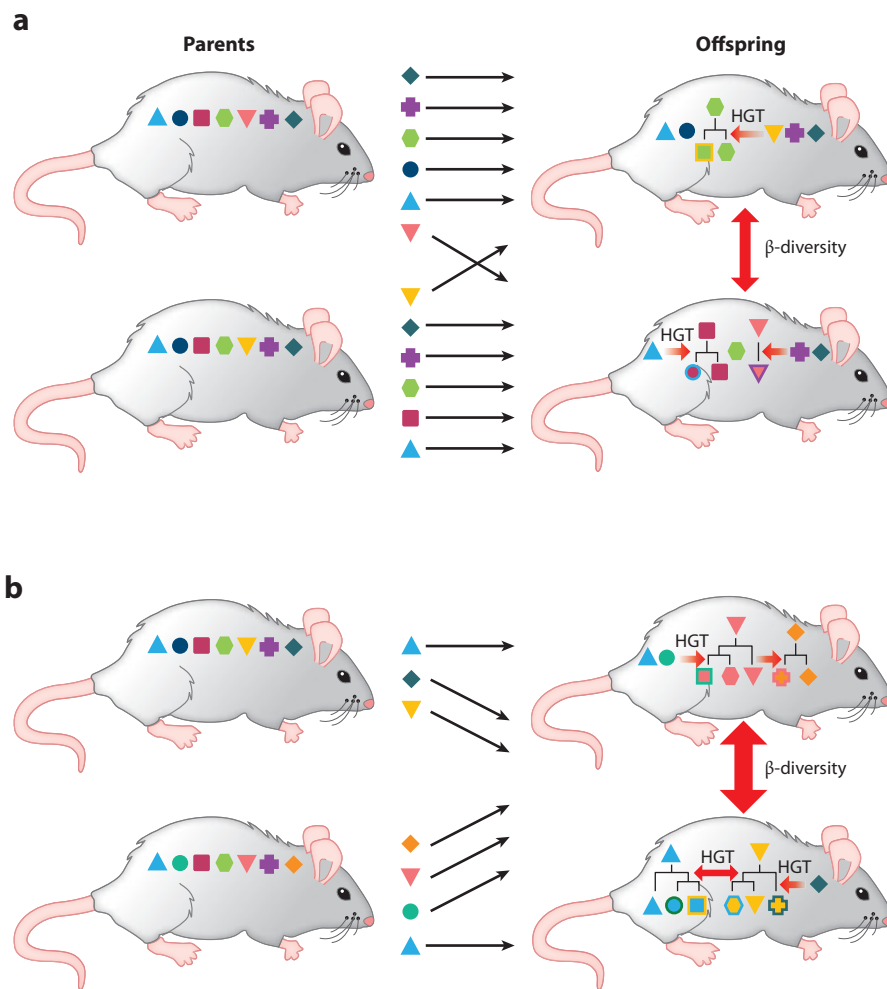 a
Parents
Offspring
HGT
β-diversity
HGT
b
HGT
β-diversity
HGT
HGT